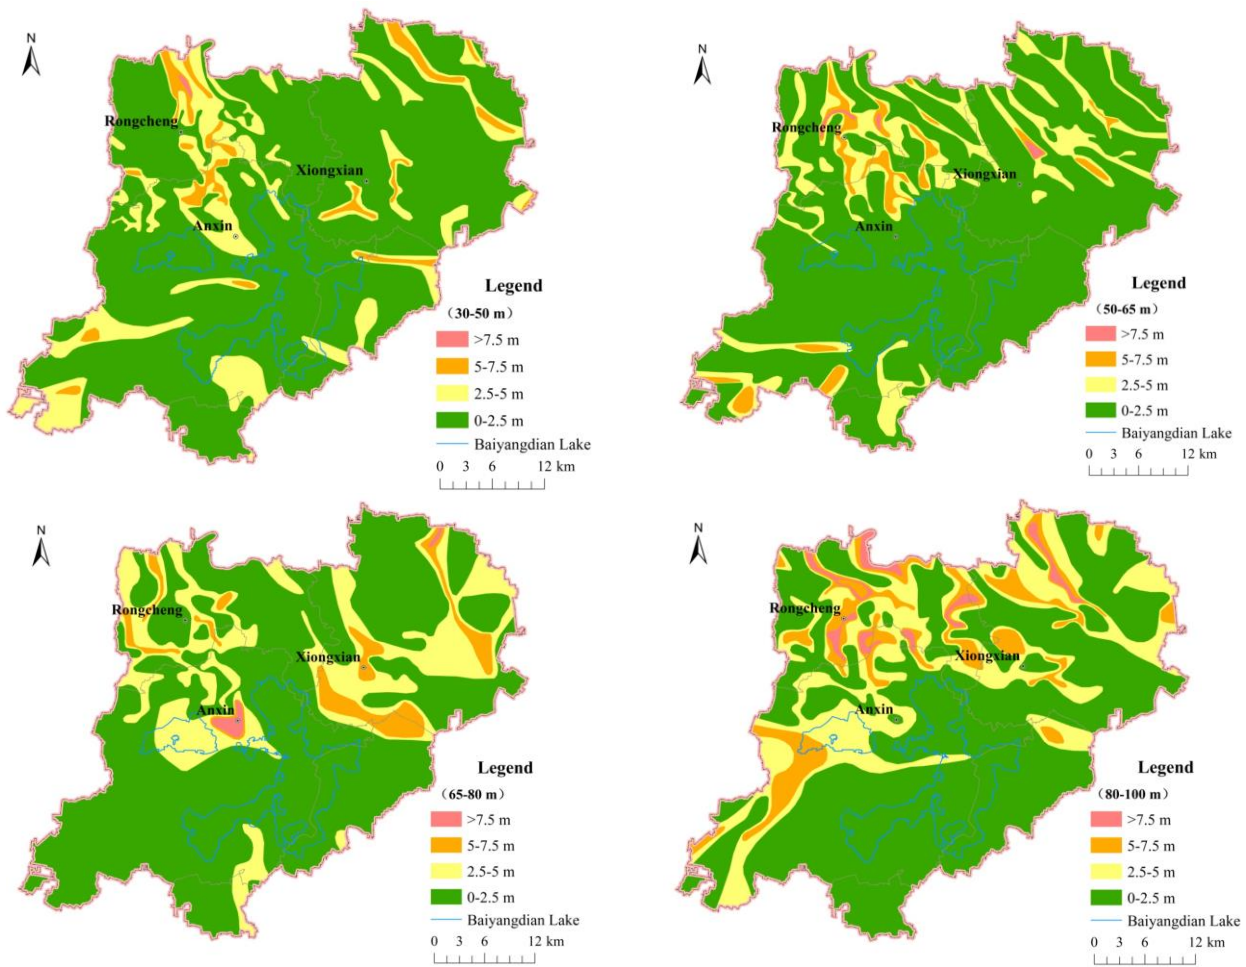 N
Rongcheng
Xiongxian
Anxin
Legend
（30-50 m）
>7.5 m
5-7.5 m
2.5-5 m
0-2.5 m
Baiyangdian Lake
0 3 6 12 km
N
Rongcheng
Xiongxian
Anxin
Legend
（50-65 m）
>7.5 m
5-7.5 m
2.5-5 m
0-2.5 m
Baiyangdian Lake
0 3 6 12 km
N
Rongcheng
Xiongxian
Anxin
Legend
（65-80 m）
>7.5 m
5-7.5 m
2.5-5 m
0-2.5 m
Baiyangdian Lake
0 3 6 12 km
N
Rongcheng
Xiongxian
Anxin
Legend
（80-100 m）
>7.5 m
5-7.5 m
2.5-5 m
0-2.5 m
Baiyangdian Lake
0 3 6 12 km